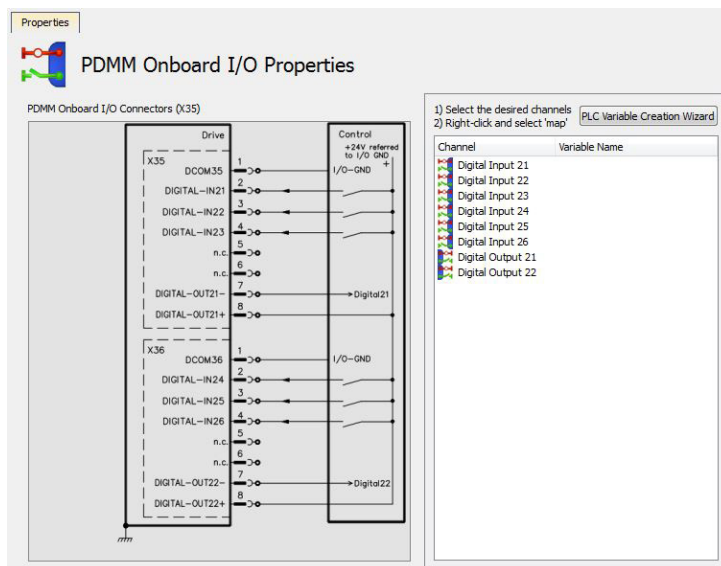 Properties
PDMM Onboard I/O Properties
PDMM Onboard I/O Connectors (X35)
Drive
Control
+24V referred
to I/O GND
+
X35
DCOM35 1 I/O-GND
DIGITAL-IN21 2
DIGITAL-IN22 3
DIGITAL-IN23 4
n.c. 5
n.c. 6
DIGITAL-OUT21- 7 Digital21
DIGITAL-OUT21+ 8
X36
DCOM36 1 I/O-GND
DIGITAL-IN24 2
DIGITAL-IN25 3
DIGITAL-IN26 4
n.c. 5
n.c. 6
DIGITAL-OUT22- 7 Digital22
DIGITAL-OUT22+ 8
1) Select the desired channels
2) Right-click and select 'map'
PLC Variable Creation Wizard
Channel Variable Name
Digital Input 21
Digital Input 22
Digital Input 23
Digital Input 24
Digital Input 25
Digital Input 26
Digital Output 21
Digital Output 22